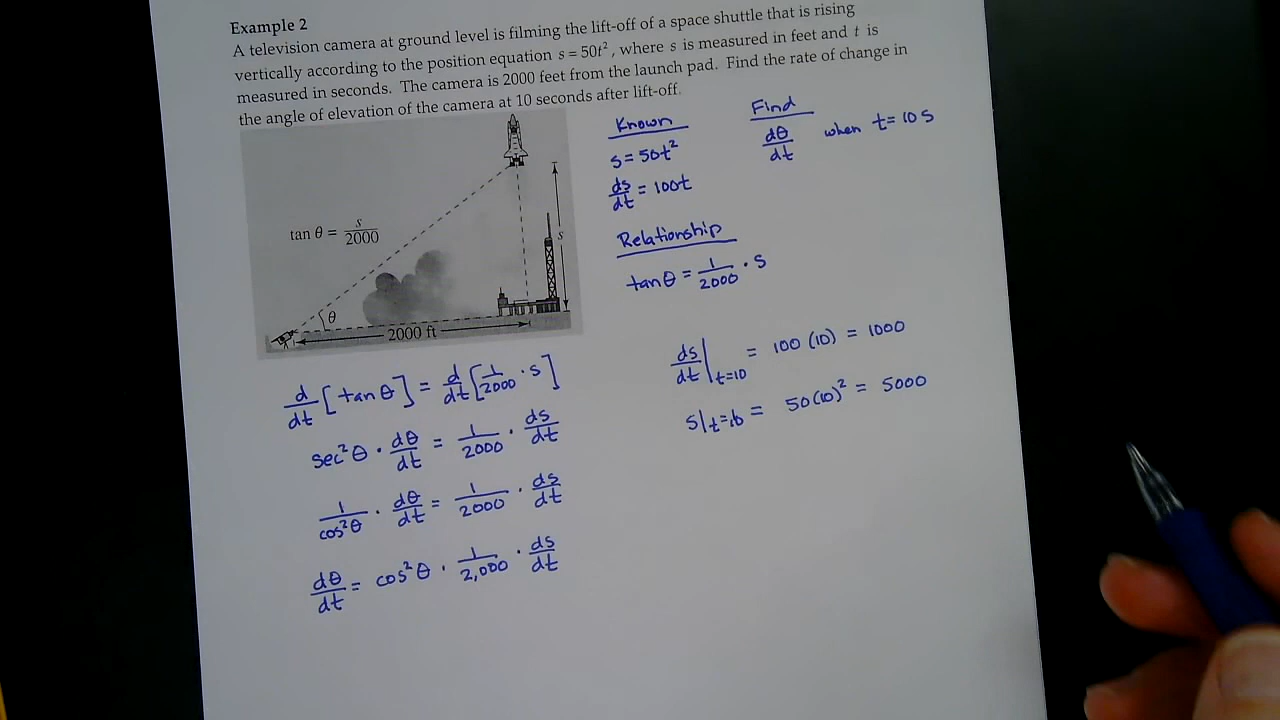 Example 2
A television camera at ground level is filming the lift-off of a space shuttle that is rising
vertically according to the position equation s = 50t², where s is measured in feet and t is
measured in seconds. The camera is 2000 feet from the launch pad. Find the rate of change in
the angle of elevation of the camera at 10 seconds after lift-off.
tan θ = s/2000
s
θ
2000 ft
Known
s = 50t²
ds/dt = 100t
Find
dθ/dt when t = 10 s
Relationship
tan θ = 1/2000 · s
d/dt [tan θ] = d/dt [1/2000 · s]
sec²θ · dθ/dt = 1/2000 · ds/dt
1/cos²θ · dθ/dt = 1/2000 · ds/dt
dθ/dt = cos²θ · 1/2,000 · ds/dt
ds/dt |t=10 = 100 (10) = 1000
s|t=10 = 50(10)² = 5000